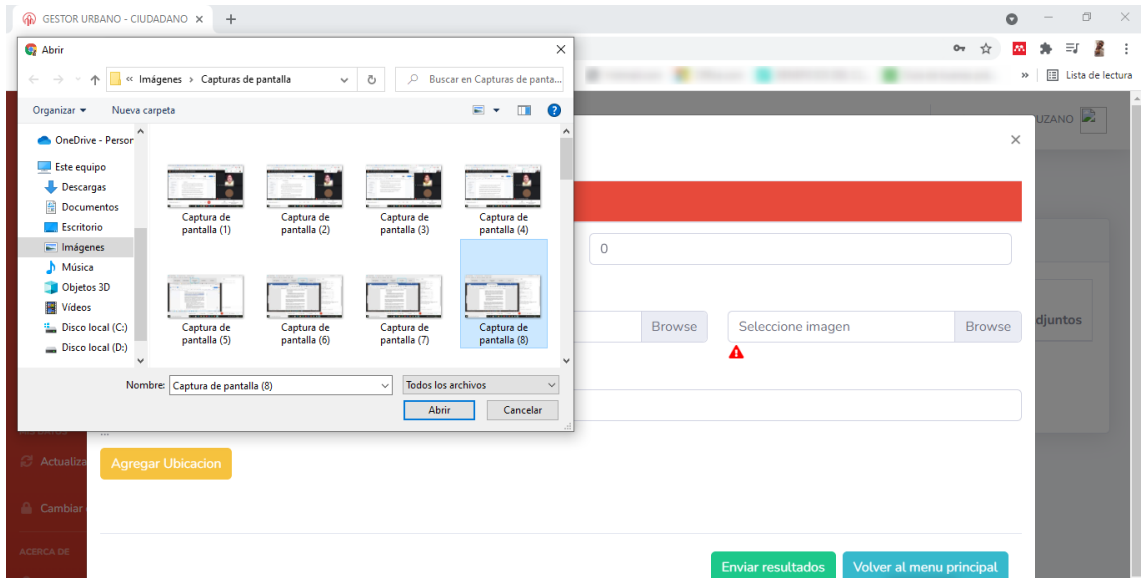 GESTOR URBANO - CIUDADANO
Abrir
« Imágenes › Capturas de pantalla
Buscar en Capturas de panta...
» Lista de lectura
Organizar
Nueva carpeta
UZANO
OneDrive - Person
Este equipo
Descargas
Documentos
Escritorio
Imágenes
Música
Objetos 3D
Vídeos
Disco local (C:)
Disco local (D:)
Captura de
pantalla (1)
Captura de
pantalla (2)
Captura de
pantalla (3)
Captura de
pantalla (4)
Captura de
pantalla (5)
Captura de
pantalla (6)
Captura de
pantalla (7)
Captura de
pantalla (8)
Nombre: Captura de pantalla (8)
Todos los archivos
Abrir
Cancelar
0
Browse
Seleccione imagen
Browse
djuntos
...
Actualiza
Agregar Ubicacion
Cambiar
ACERCA DE
Enviar resultados
Volver al menu principal